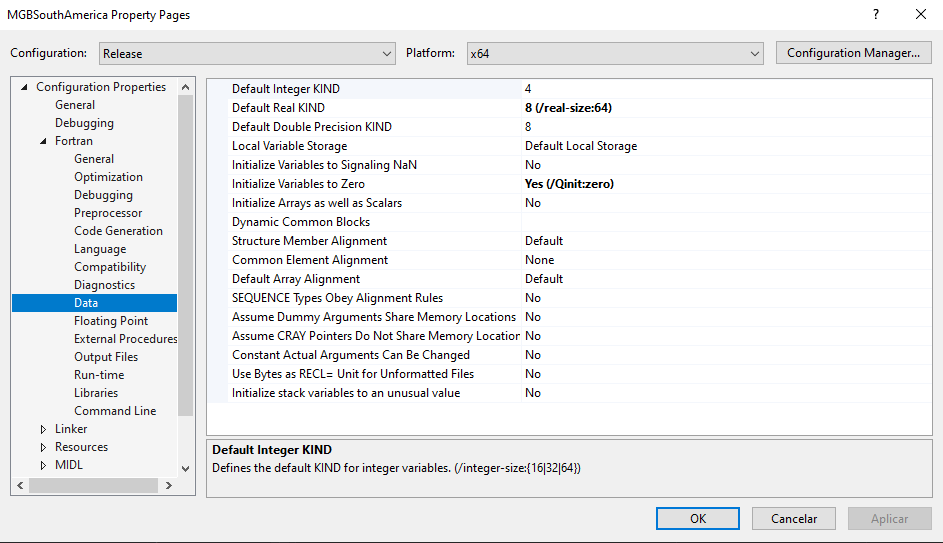 MGBSouthAmerica Property Pages
?
Configuration: Release Platform: x64 Configuration Manager...
Configuration Properties
General
Debugging
Fortran
General
Optimization
Debugging
Preprocessor
Code Generation
Language
Compatibility
Diagnostics
Data
Floating Point
External Procedures
Output Files
Run-time
Libraries
Command Line
Linker
Resources
MIDL
Default Integer KIND 4
Default Real KIND 8 (/real-size:64)
Default Double Precision KIND 8
Local Variable Storage Default Local Storage
Initialize Variables to Signaling NaN No
Initialize Variables to Zero Yes (/Qinit:zero)
Initialize Arrays as well as Scalars No
Dynamic Common Blocks
Structure Member Alignment Default
Common Element Alignment None
Default Array Alignment Default
SEQUENCE Types Obey Alignment Rules No
Assume Dummy Arguments Share Memory Locations No
Assume CRAY Pointers Do Not Share Memory Location No
Constant Actual Arguments Can Be Changed No
Use Bytes as RECL= Unit for Unformatted Files No
Initialize stack variables to an unusual value No
Default Integer KIND
Defines the default KIND for integer variables. (/integer-size:{16|32|64})
OK Cancelar Aplicar